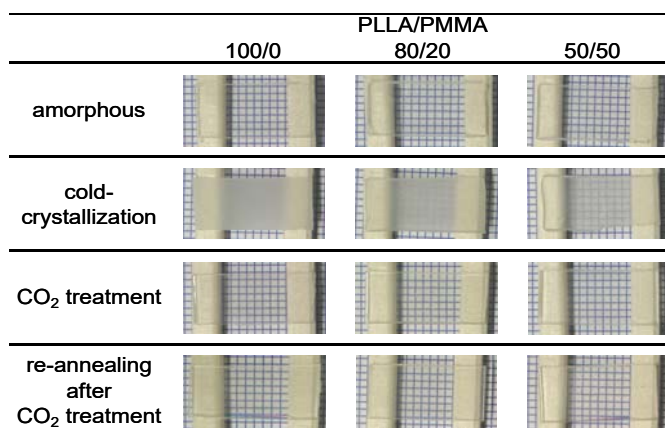 PLLA/PMMA
100/0 80/20 50/50
amorphous
cold-
crystallization
CO₂ treatment
re-annealing
after
CO₂ treatment